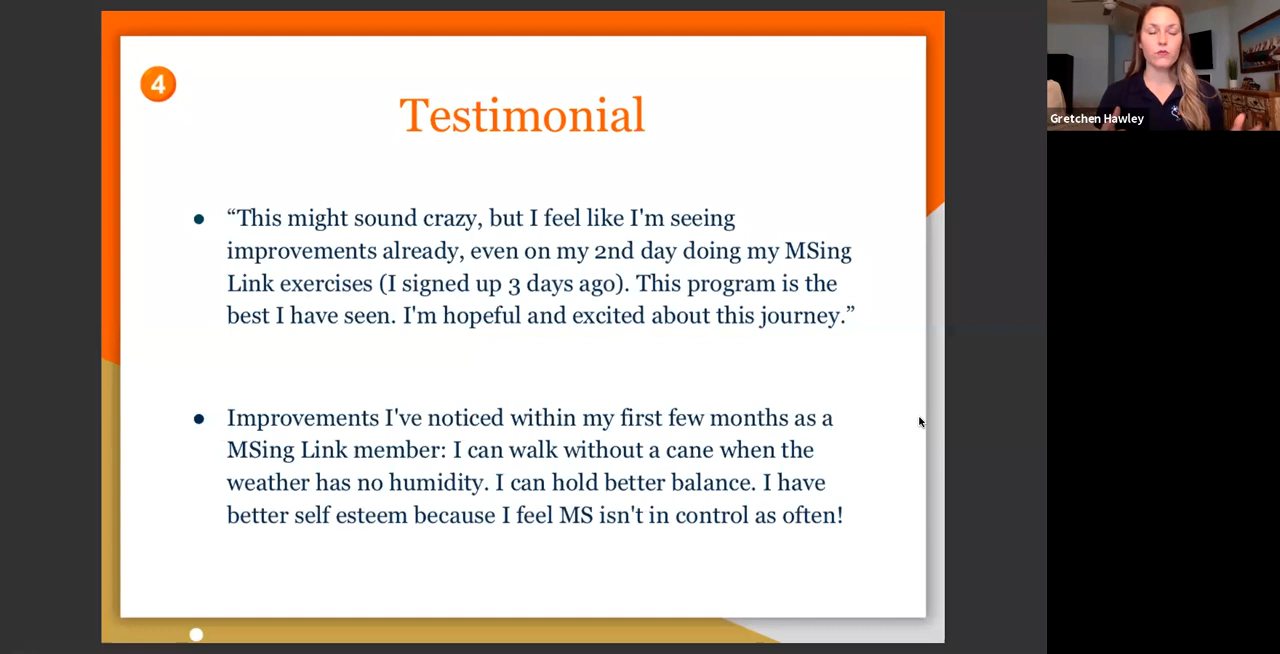 4
Testimonial
“This might sound crazy, but I feel like I'm seeing
improvements already, even on my 2nd day doing my MSing
Link exercises (I signed up 3 days ago). This program is the
best I have seen. I'm hopeful and excited about this journey.”
Improvements I've noticed within my first few months as a
MSing Link member: I can walk without a cane when the
weather has no humidity. I can hold better balance. I have
better self esteem because I feel MS isn't in control as often!
Gretchen Hawley